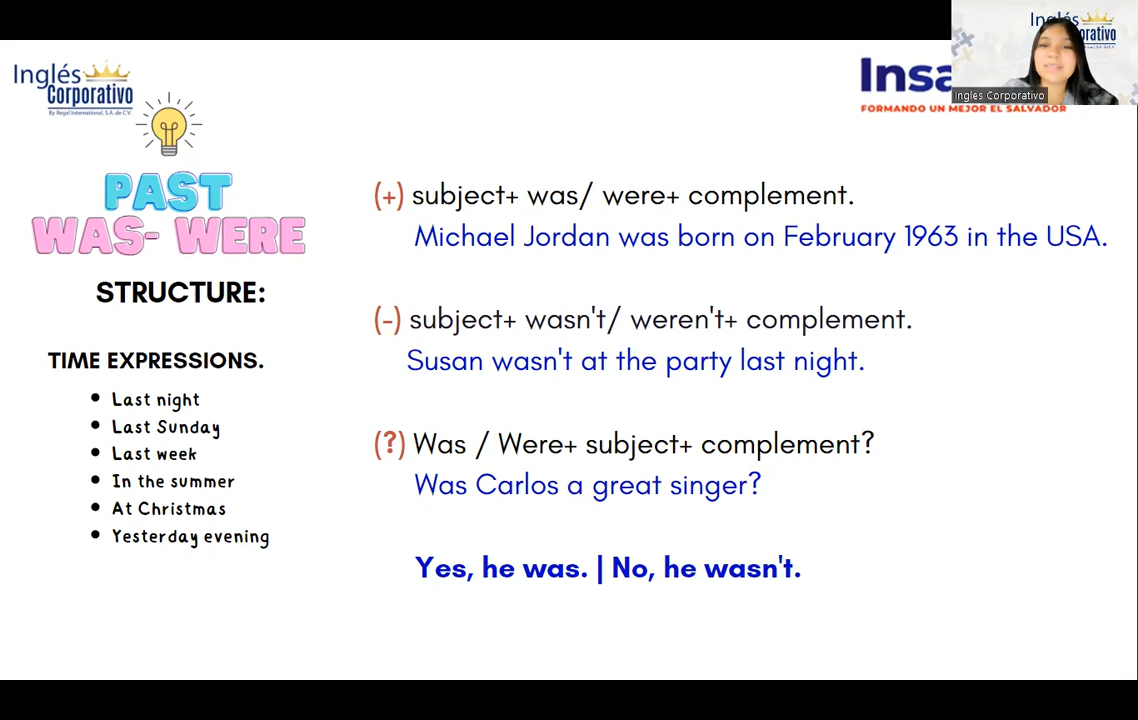 Inglés
Corporativo
By Regal International, S.A. de C.V.
PAST
WAS- WERE
STRUCTURE:
TIME EXPRESSIONS.
• Last night
• Last Sunday
• Last week
• In the summer
• At Christmas
• Yesterday evening
(+) subject+ was/ were+ complement.
Michael Jordan was born on February 1963 in the USA.
(-) subject+ wasn't/ weren't+ complement.
Susan wasn't at the party last night.
(?) Was / Were+ subject+ complement?
Was Carlos a great singer?
Yes, he was. | No, he wasn't.
Insa
FORMANDO UN MEJOR EL SALVADOR
Ingles Corporativo